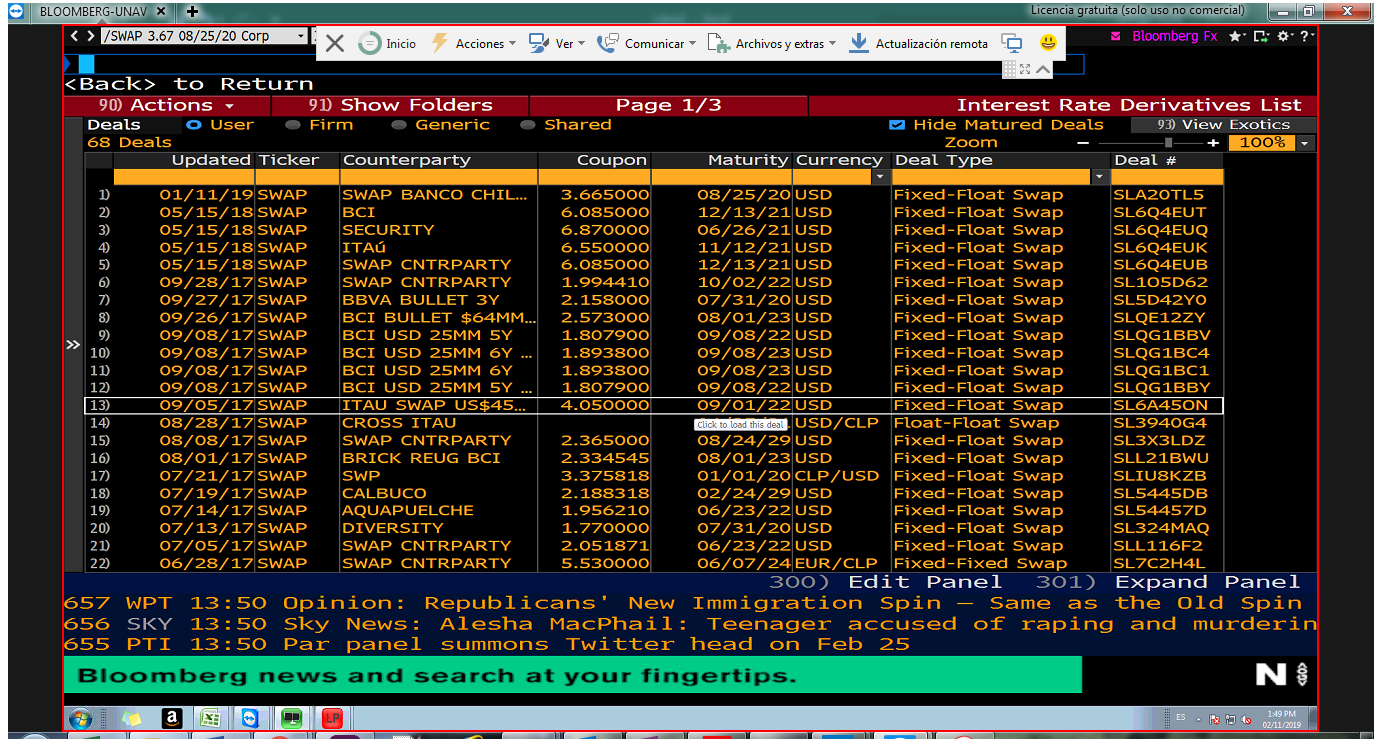 BLOOMBERG-UNAV × +
Licencia gratuita (solo uso no comercial)
< > /SWAP 3.67 08/25/20 Corp
Inicio Acciones Ver Comunicar Archivos y extras Actualización remota
Bloomberg Fx
<Back> to Return
90) Actions 91) Show Folders Page 1/3 Interest Rate Derivatives List
Deals User Firm Generic Shared Hide Matured Deals 93) View Exotics
68 Deals Zoom − + 100%
Updated Ticker Counterparty Coupon Maturity Currency Deal Type Deal #
1) 01/11/19 SWAP SWAP BANCO CHIL... 3.665000 08/25/20 USD Fixed-Float Swap SLA20TL5
2) 05/15/18 SWAP BCI 6.085000 12/13/21 USD Fixed-Float Swap SL6Q4EUT
3) 05/15/18 SWAP SECURITY 6.870000 06/26/21 USD Fixed-Float Swap SL6Q4EUQ
4) 05/15/18 SWAP ITAú 6.550000 11/12/21 USD Fixed-Float Swap SL6Q4EUK
5) 05/15/18 SWAP SWAP CNTRPARTY 6.085000 12/13/21 USD Fixed-Float Swap SL6Q4EUB
6) 09/28/17 SWAP SWAP CNTRPARTY 1.994410 10/02/22 USD Fixed-Float Swap SL105D62
7) 09/27/17 SWAP BBVA BULLET 3Y 2.158000 07/31/20 USD Fixed-Float Swap SL5D42Y0
8) 09/26/17 SWAP BCI BULLET $64MM... 2.573000 08/01/23 USD Fixed-Float Swap SLQE12ZY
9) 09/08/17 SWAP BCI USD 25MM 5Y 1.807900 09/08/22 USD Fixed-Float Swap SLQG1BBV
10) 09/08/17 SWAP BCI USD 25MM 6Y ... 1.893800 09/08/23 USD Fixed-Float Swap SLQG1BC4
11) 09/08/17 SWAP BCI USD 25MM 6Y 1.893800 09/08/23 USD Fixed-Float Swap SLQG1BC1
12) 09/08/17 SWAP BCI USD 25MM 5Y ... 1.807900 09/08/22 USD Fixed-Float Swap SLQG1BBY
13) 09/05/17 SWAP ITAU SWAP US$45... 4.050000 09/01/22 USD Fixed-Float Swap SL6A45ON
14) 08/28/17 SWAP CROSS ITAU Click to load this deal USD/CLP Float-Float Swap SL3940G4
15) 08/08/17 SWAP SWAP CNTRPARTY 2.365000 08/24/29 USD Fixed-Float Swap SL3X3LDZ
16) 08/01/17 SWAP BRICK REUG BCI 2.334545 08/01/23 USD Fixed-Float Swap SLL21BWU
17) 07/21/17 SWAP SWP 3.375818 01/01/20 CLP/USD Fixed-Float Swap SLIU8KZB
18) 07/19/17 SWAP CALBUCO 2.188318 02/24/29 USD Fixed-Float Swap SL5445DB
19) 07/14/17 SWAP AQUAPUELCHE 1.956210 06/23/22 USD Fixed-Float Swap SL54457D
20) 07/13/17 SWAP DIVERSITY 1.770000 07/31/20 USD Fixed-Float Swap SL324MAQ
21) 07/05/17 SWAP SWAP CNTRPARTY 2.051871 06/23/22 USD Fixed-Float Swap SLL116F2
22) 06/28/17 SWAP SWAP CNTRPARTY 5.530000 06/07/24 EUR/CLP Fixed-Fixed Swap SL7C2H4L
300) Edit Panel 301) Expand Panel
657 WPT 13:50 Opinion: Republicans' New Immigration Spin — Same as the Old Spin
656 SKY 13:50 Sky News: Alesha MacPhail: Teenager accused of raping and murderin
655 PTI 13:50 Par panel summons Twitter head on Feb 25
Bloomberg news and search at your fingertips.
N
ES 1:49 PM
02/11/2019